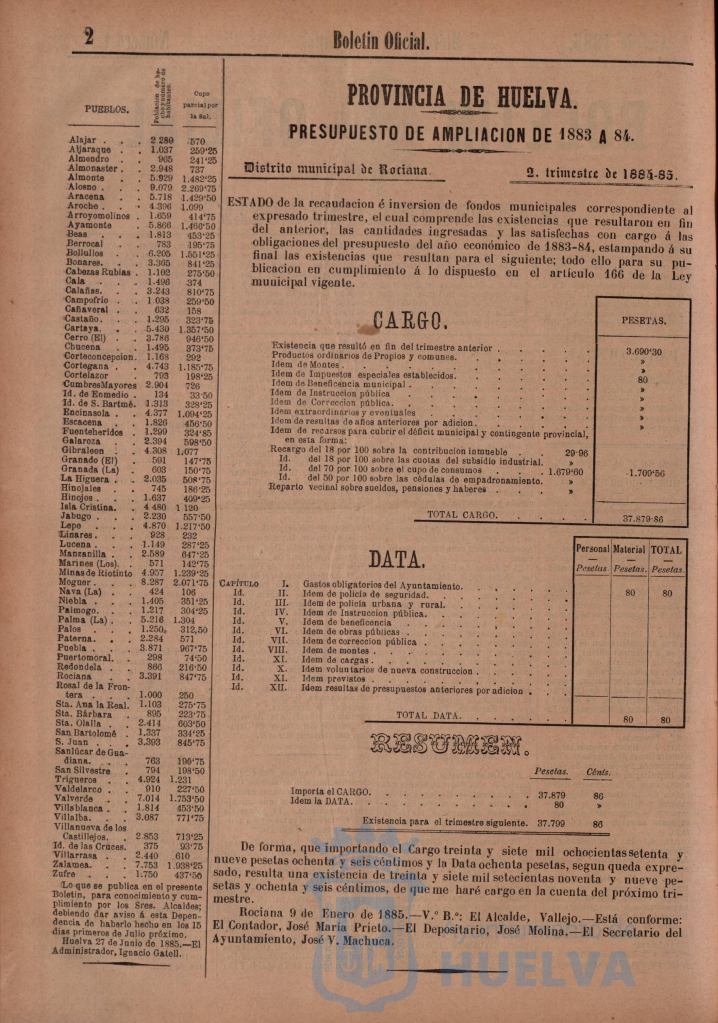 2
Boletin Oficial.
PUEBLOS.
Poblacion de hecho y número de habitantes.
Cupo
parcial por
la Sal.
Alajar . . . 2 280 570
Aljaraque . . 1.037 259‘25
Almendro . . 965 241‘25
Almonaster . . 2.948 737
Almonte . . 5.929 1.482‘25
Alosno . . . 9.079 2.269‘75
Aracena . . . 5.718 1.429‘50
Aroche . . . 4.396 1.099
Arroyomolinos . 1.659 414‘75
Ayamonte . . 5.866 1.466‘50
Beas . . . 1.813 453‘25
Berrocal . . 783 195‘75
Bollullos . . 6.205 1.551‘25
Bonares. . . 3.365 841‘25
Cabezas Rubias . 1.102 275‘50
Cala . . . 1.496 374
Calañas. . . 3.243 810‘75
Campofrio . . 1 038 259‘50
Cañaveral . . 632 158
Castaño. . . 1.295 323‘75
Cartaya. . . 5.430 1.357‘50
Cerro (El) . . 3.786 946‘50
Chucena . . 1.495 373‘75
Corteconcepcion. 1.168 292
Cortegana . . 4.743 1.185‘75
Cortelazor . . 793 198‘25
CumbresMayores 2.904 726
Id. de Enmedio . 134 33‘50
Id. de S. Bartmé. 1.313 328‘25
Encinasola . . 4.377 1.094‘25
Escacena . . 1.826 456‘50
Fuenteheridos . 1.299 324‘85
Galaroza . . 2.394 598‘50
Gibraleon . . 4.308 1.077
Granado (El) . 591 147‘75
Granada (La) . 603 150‘75
La Higuera . . 2.035 508‘75
Hinojales . . 745 186‘25
Hinojos . . . 1.637 409‘25
Isla Cristina. . 4 480 1 120
Jabugo . . . 2.230 557‘50
Lepe . . . 4.870 1.217‘50
Linares. . . 928 232
Lucena . . . 1.149 287‘25
Manzanilla . . 2.589 647‘25
Marines (Los). . 571 142‘75
Minas de Riotinto 4.957 1.239‘25
Moguer. . . 8.287 2.071‘75
Nava (La) . . 424 106
Niebla . . . 1.405 351‘25
Paimogo. . . 1.217 304‘25
Palma (La) . . 5.216 1.304
Palos . . . 1.250, 312,50
Paterna. . . 2.284 571
Puebla . . . 3.871 967‘75
Puertomoral. . 298 74‘50
Redondela . . 866 216‘50
Rociana . . 3.391 847‘75
Rosal de la Fron-
tera . . . 1.000 250
Sta. Ana la Real. 1.103 275‘75
Sta. Bárbara . 895 223‘75
Sta. Olalla . . 2.414 603‘50
San Bartolomé . 1.337 334‘25
S. Juan . . . 3.393 845‘75
Sanlúcar de Gua-
diana. . . 763 190‘75
San Silvestre . 794 198‘50
Trigueros . . 4.924 1.231
Valdelarco . . 910 227‘50
Valverde . . 7.014 1.753‘50
Villablanca . . 1.814 453‘50
Villalba. . . 3.087 771‘75
Villanueva de los
Castillejos. . 2.853 713‘25
Id. de las Cruces. 375 93‘75
Villarrasa . . 2.440 610
Zalamea. . . 7.753 1.938‘25
Zufre . . . 1.750 437‘50
Lo que se publica en el presente
Boletin, para conocimiento y cum-
plimiento por los Sres. Alcaldes;
debiendo dar aviso á esta Depen-
dencia de haberlo hecho en los 15
dias primeros de Julio próximo.
Huelva 27 de Junio de 1885.—El
Administrador, Ignacio Gatell.
PROVINCIA DE HUELVA.
PRESUPUESTO DE AMPLIACION DE 1883 A 84.
Distrito municipal de Rociana. 2. trimestre de 1884-85.
ESTADO de la recaudacion é inversion de fondos municipales correspondiente al
expresado trimestre, el cual comprende las existencias que resultaron en fin
del anterior, las cantidades ingresadas y las satisfechas con cargo á las
obligaciones del presupuesto del año económico de 1883-84, estampando á su
final las existencias que resultan para el siguiente; todo ello para su pu-
blicacion en cumplimiento á lo dispuesto en el artículo 166 de la Ley
municipal vigente.
CARGO.
PESETAS.
Existencia que resultó en fin del trimestre anterior . . . . . 3.690‘30
Productos ordinarios de Propios y comunes. . . . . . »
Idem de Montes . . . . . . . . . »
Idem de Impuestos especiales establecidos. . . . . . 80
Idem de Beneficencia municipal . . . . . . . »
Idem de Instruccion pública . . . . . . . »
Idem de Correccion pública. . . . . . . . »
Idem extraordinarios y eventuales . . . . . . »
Idem de resultas de años anteriores por adicion . . . . . »
Idem de recursos para cubrir el déficit municipal y contingente provincial,
en esta forma:
Recargo del 18 por 100 sobre la contribucion inmueble . . 29‘96
Id. del 18 por 100 sobre las cuotas del subsidio industrial. . »
Id. del 70 por 100 sobre el cupo de consumos . . . 1.679‘60 1.709‘56
Id. del 50 por 100 sobre las cédulas de empadronamiento. . »
Reparto vecinal sobre sueldos, pensiones y haberes . . . »
TOTAL CARGO. . . . . . 37.879‘86
DATA.
Personal Material TOTAL
Pesetas Pesetas. Pesetas.
CAPÍTULO I. Gastos obligatorios del Ayuntamiento. . . . . 80 80
Id. II. Idem de policía de seguridad. . . . . .
Id. III. Idem de policía urbana y rural. . . . . .
Id. IV. Idem de Instruccion pública. . . . . .
Id. V. Idem de beneficencia . . . . . .
Id. VI. Idem de obras públicas . . . . . .
Id. VII. Idem de correccion pública . . . . . .
Id. VIII. Idem de montes . . . . . .
Id. XI. Idem de cargas . . . . . .
Id. X. Idem voluntarios de nueva construccion . . . . .
Id. XI. Idem previstos . . . . . .
Id. XII. Idem resultas de presupuestos anteriores por adicion . . .
TOTAL DATA. . . . . . 80 80
RESUMEN.
Pesetas. Cénts.
Importa el CARGO. . . . . . . . . 37.879 86
Idem la DATA. . . . . . . . . . 80 »
Existencia para el trimestre siguiente. 37.799 86
De forma, que importando el Cargo treinta y siete mil ochocientas setenta y
nueve pesetas ochenta y seis céntimos y la Data ochenta pesetas, segun queda expre-
sado, resulta una existencia de treinta y siete mil setecientas noventa y nueve pe-
setas y ochenta y seis céntimos, de que me haré cargo en la cuenta del próximo tri-
mestre.
Rociana 9 de Enero de 1885.—V.º B.º: El Alcalde, Vallejo.—Está conforme:
El Contador, José María Prieto.—El Depositario, José Molina.—El Secretario del
Ayuntamiento, José V. Machuca.
HUELVA